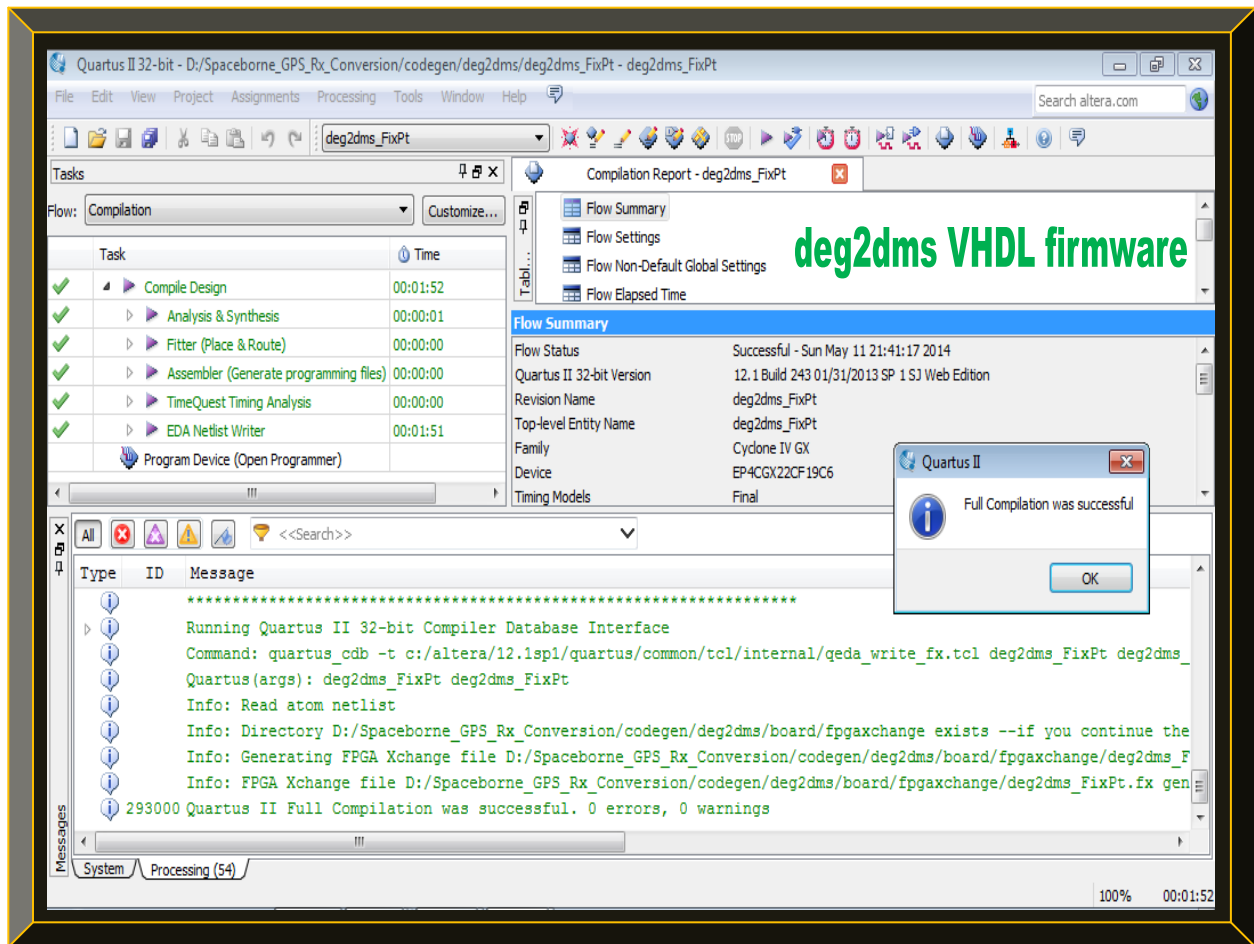 Quartus II 32-bit - D:/Spaceborne_GPS_Rx_Conversion/codegen/deg2dms/deg2dms_FixPt - deg2dms_FixPt
File Edit View Project Assignments Processing Tools Window Help
Search altera.com
deg2dms_FixPt
STOP
Tasks
Compilation Report - deg2dms_FixPt
Flow: Compilation Customize...
Task Time
Compile Design 00:01:52
Analysis & Synthesis 00:00:01
Fitter (Place & Route) 00:00:00
Assembler (Generate programming files) 00:00:00
TimeQuest Timing Analysis 00:00:00
EDA Netlist Writer 00:01:51
Program Device (Open Programmer)
Tabl...
Flow Summary
Flow Settings
Flow Non-Default Global Settings
Flow Elapsed Time
deg2dms VHDL firmware
Flow Summary
Flow Status Successful - Sun May 11 21:41:17 2014
Quartus II 32-bit Version 12.1 Build 243 01/31/2013 SP 1 SJ Web Edition
Revision Name deg2dms_FixPt
Top-level Entity Name deg2dms_FixPt
Family Cyclone IV GX
Device EP4CGX22CF19C6
Timing Models Final
Quartus II
Full Compilation was successful
OK
All <<Search>>
Type ID Message
*******************************************************************
Running Quartus II 32-bit Compiler Database Interface
Command: quartus_cdb -t c:/altera/12.1sp1/quartus/common/tcl/internal/qeda_write_fx.tcl deg2dms_FixPt deg2dms_
Quartus(args): deg2dms_FixPt deg2dms_FixPt
Info: Read atom netlist
Info: Directory D:/Spaceborne_GPS_Rx_Conversion/codegen/deg2dms/board/fpgaxchange exists --if you continue the
Info: Generating FPGA Xchange file D:/Spaceborne_GPS_Rx_Conversion/codegen/deg2dms/board/fpgaxchange/deg2dms_F
Info: FPGA Xchange file D:/Spaceborne_GPS_Rx_Conversion/codegen/deg2dms/board/fpgaxchange/deg2dms_FixPt.fx gen
293000 Quartus II Full Compilation was successful. 0 errors, 0 warnings
Messages
System Processing (54)
100% 00:01:52